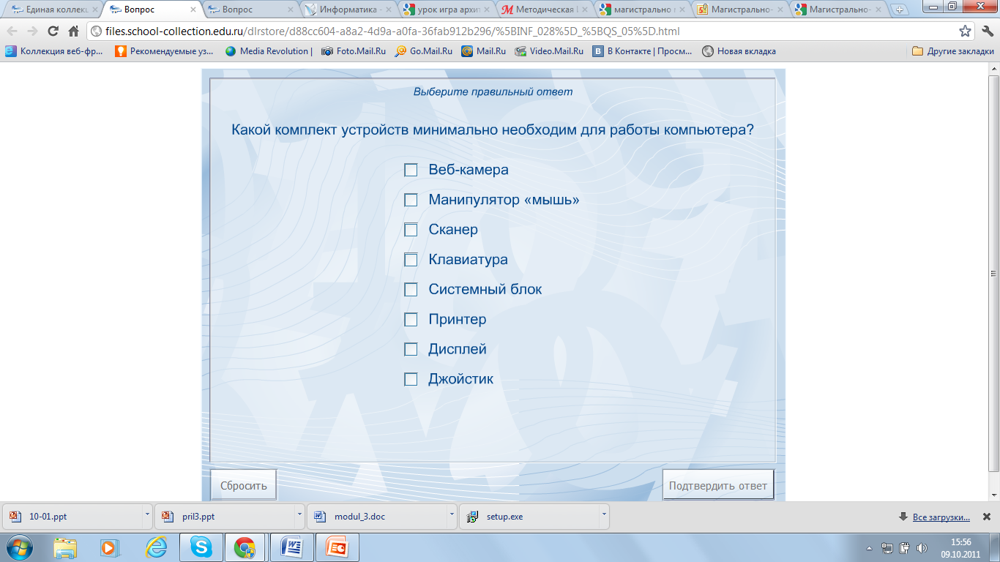 Единая коллекц
Вопрос
Вопрос
Информатика -
урок игра архит
Методическая
магистрально
Магистрально-
Магистрально-
files.school-collection.edu.ru/dlrstore/d88cc604-a8a2-4d9a-a0fa-36fab912b296/%5BINF_028%5D_%5BQS_05%5D.html
Коллекция веб-фр...
Рекомендуемые уз...
Media Revolution |
Foto.Mail.Ru
Go.Mail.Ru
Mail.Ru
Video.Mail.Ru
В Контакте | Просм...
Новая вкладка
Другие закладки
Выберите правильный ответ
Какой комплект устройств минимально необходим для работы компьютера?
Веб-камера
Манипулятор «мышь»
Сканер
Клавиатура
Системный блок
Принтер
Дисплей
Джойстик
Сбросить
Подтвердить ответ
10-01.ppt
pril3.ppt
modul_3.doc
setup.exe
Все загрузки...
15:56
09.10.2011